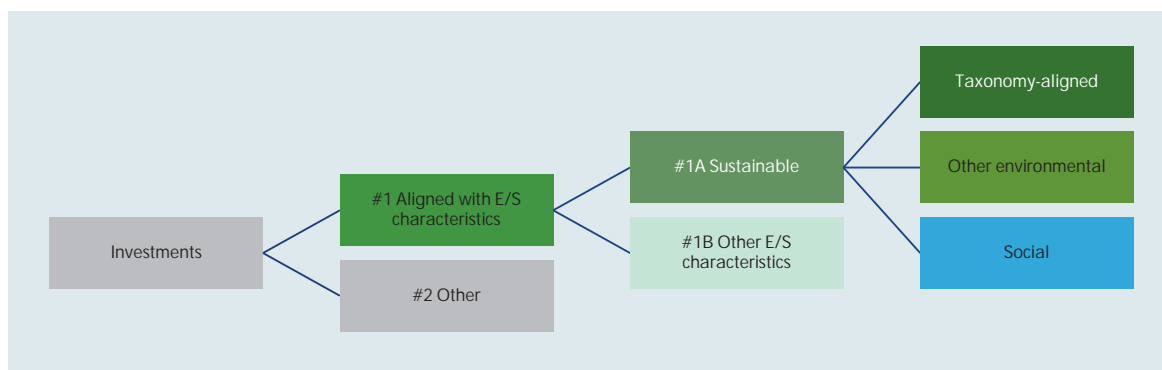 Investments
#1 Aligned with E/S
characteristics
#2 Other
#1A Sustainable
#1B Other E/S
characteristics
Taxonomy-aligned
Other environmental
Social